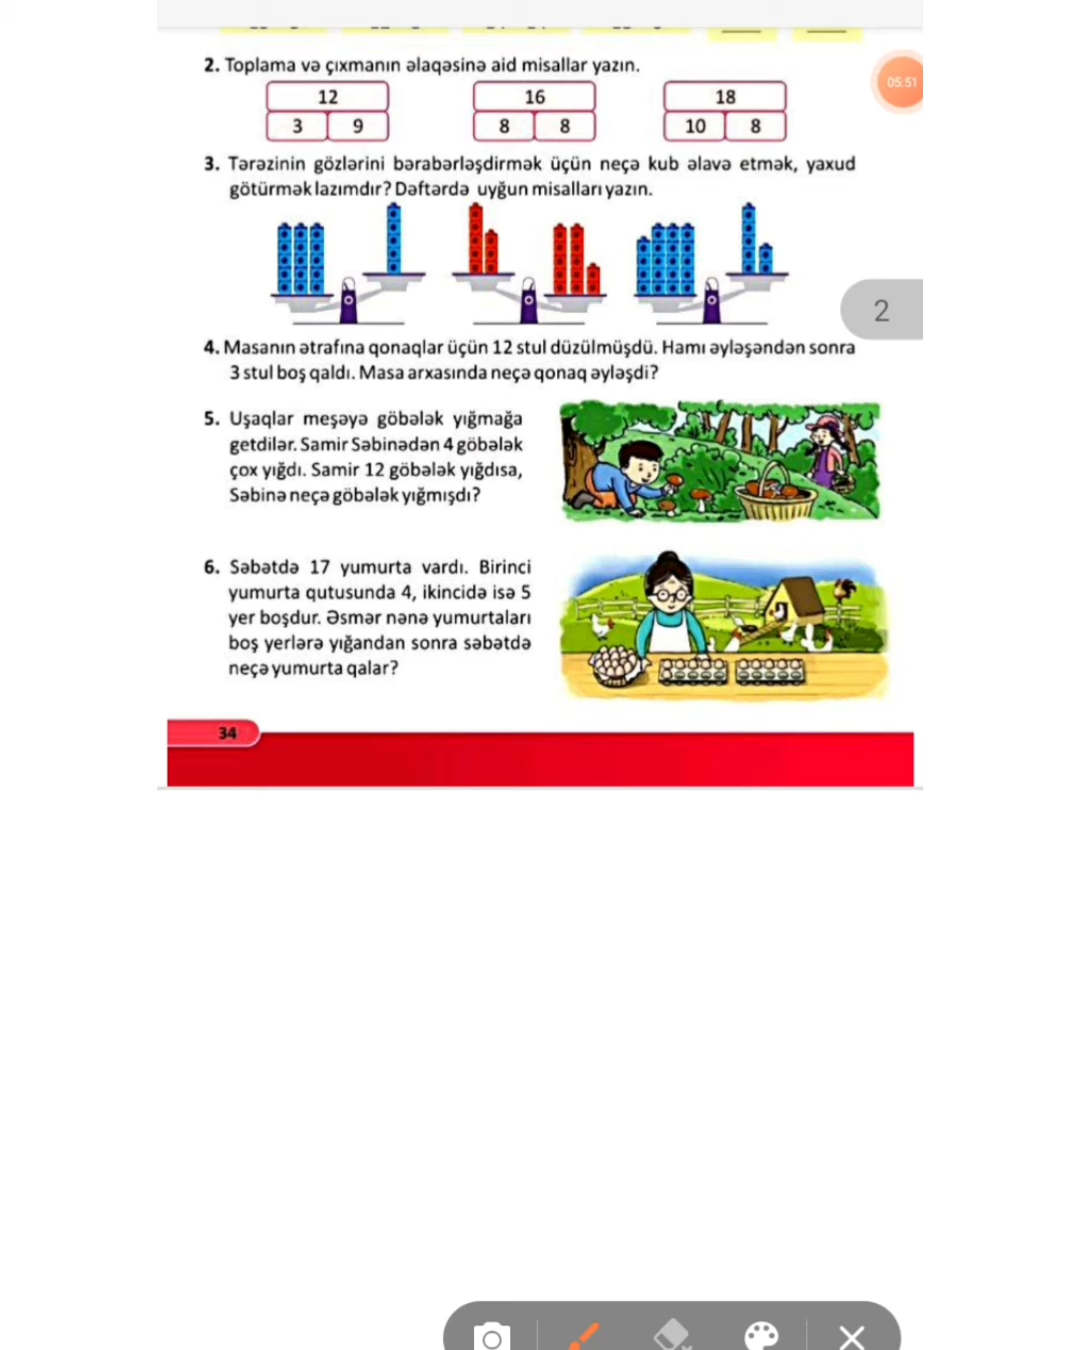 2. Toplama və çıxmanın əlaqəsinə aid misallar yazın.
12 16 18
3 9 8 8 10 8
3. Tərəzinin gözlərini bərabərləşdirmək üçün neçə kub əlavə etmək, yaxud
götürmək lazımdır? Dəftərdə uyğun misalları yazın.
4. Masanın ətrafına qonaqlar üçün 12 stul düzülmüşdü. Hamı əyləşəndən sonra
3 stul boş qaldı. Masa arxasında neçə qonaq əyləşdi?
5. Uşaqlar meşəyə göbələk yığmağa
getdilər. Samir Səbinədən 4 göbələk
çox yığdı. Samir 12 göbələk yığdısa,
Səbinə neçə göbələk yığmışdı?
6. Səbətdə 17 yumurta vardı. Birinci
yumurta qutusunda 4, ikincidə isə 5
yer boşdur. Əsmər nənə yumurtaları
boş yerlərə yığandan sonra səbətdə
neçə yumurta qalar?
34
05:51
2